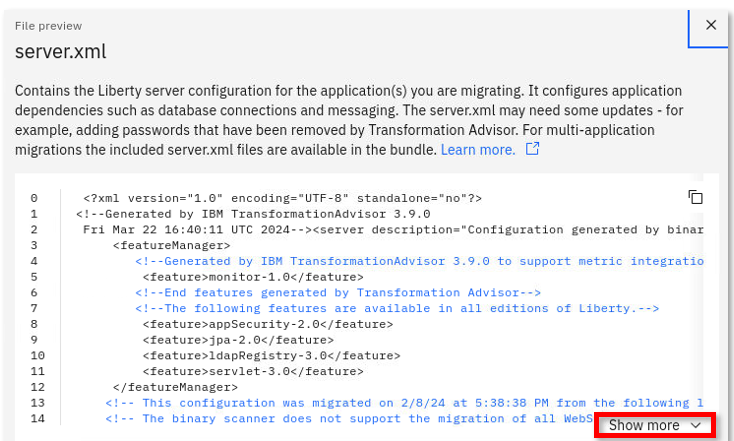 File preview
server.xml
Contains the Liberty server configuration for the application(s) you are migrating. It configures application
dependencies such as database connections and messaging. The server.xml may need some updates - for
example, adding passwords that have been removed by Transformation Advisor. For multi-application
migrations the included server.xml files are available in the bundle. Learn more.
0 <?xml version="1.0" encoding="UTF-8" standalone="no"?>
1 <!--Generated by IBM TransformationAdvisor 3.9.0
2 Fri Mar 22 16:40:11 UTC 2024--><server description="Configuration generated by binar
3 <featureManager>
4 <!--Generated by IBM TransformationAdvisor 3.9.0 to support metric integratio
5 <feature>monitor-1.0</feature>
6 <!--End features generated by Transformation Advisor-->
7 <!--The following features are available in all editions of Liberty.-->
8 <feature>appSecurity-2.0</feature>
9 <feature>jpa-2.0</feature>
10 <feature>ldapRegistry-3.0</feature>
11 <feature>servlet-3.0</feature>
12 </featureManager>
13 <!-- This configuration was migrated on 2/8/24 at 5:38:38 PM from the following l
14 <!-- The binary scanner does not support the migration of all WebS
Show more